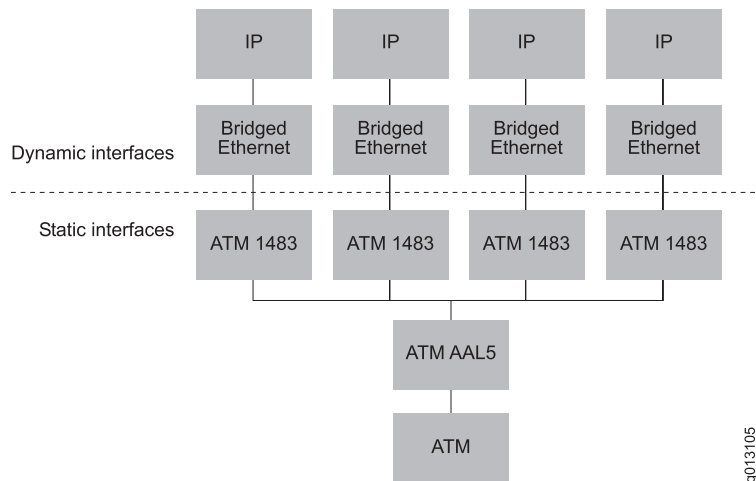 IP
IP
IP
IP
Bridged
Ethernet
Bridged
Ethernet
Bridged
Ethernet
Bridged
Ethernet
Dynamic interfaces
Static interfaces
ATM 1483
ATM 1483
ATM 1483
ATM 1483
ATM AAL5
ATM
g013105